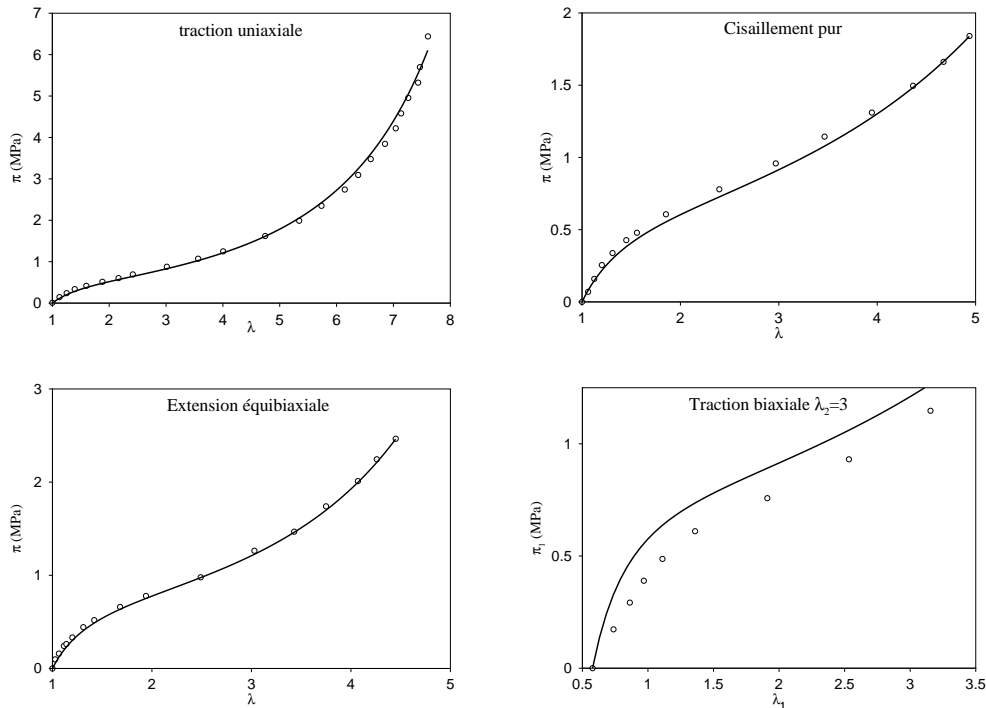 traction uniaxiale
7
6
5
4
3
2
1
0
π (MPa)
1 2 3 4 5 6 7 8
λ
Cisaillement pur
2
1.5
1
0.5
0
π (MPa)
1 2 3 4 5
λ
Extension équibiaxiale
3
2
1
0
π (MPa)
1 2 3 4 5
λ
Traction biaxiale λ₂=3
1
0.5
0
π₁ (MPa)
0.5 1 1.5 2 2.5 3 3.5
λ₁